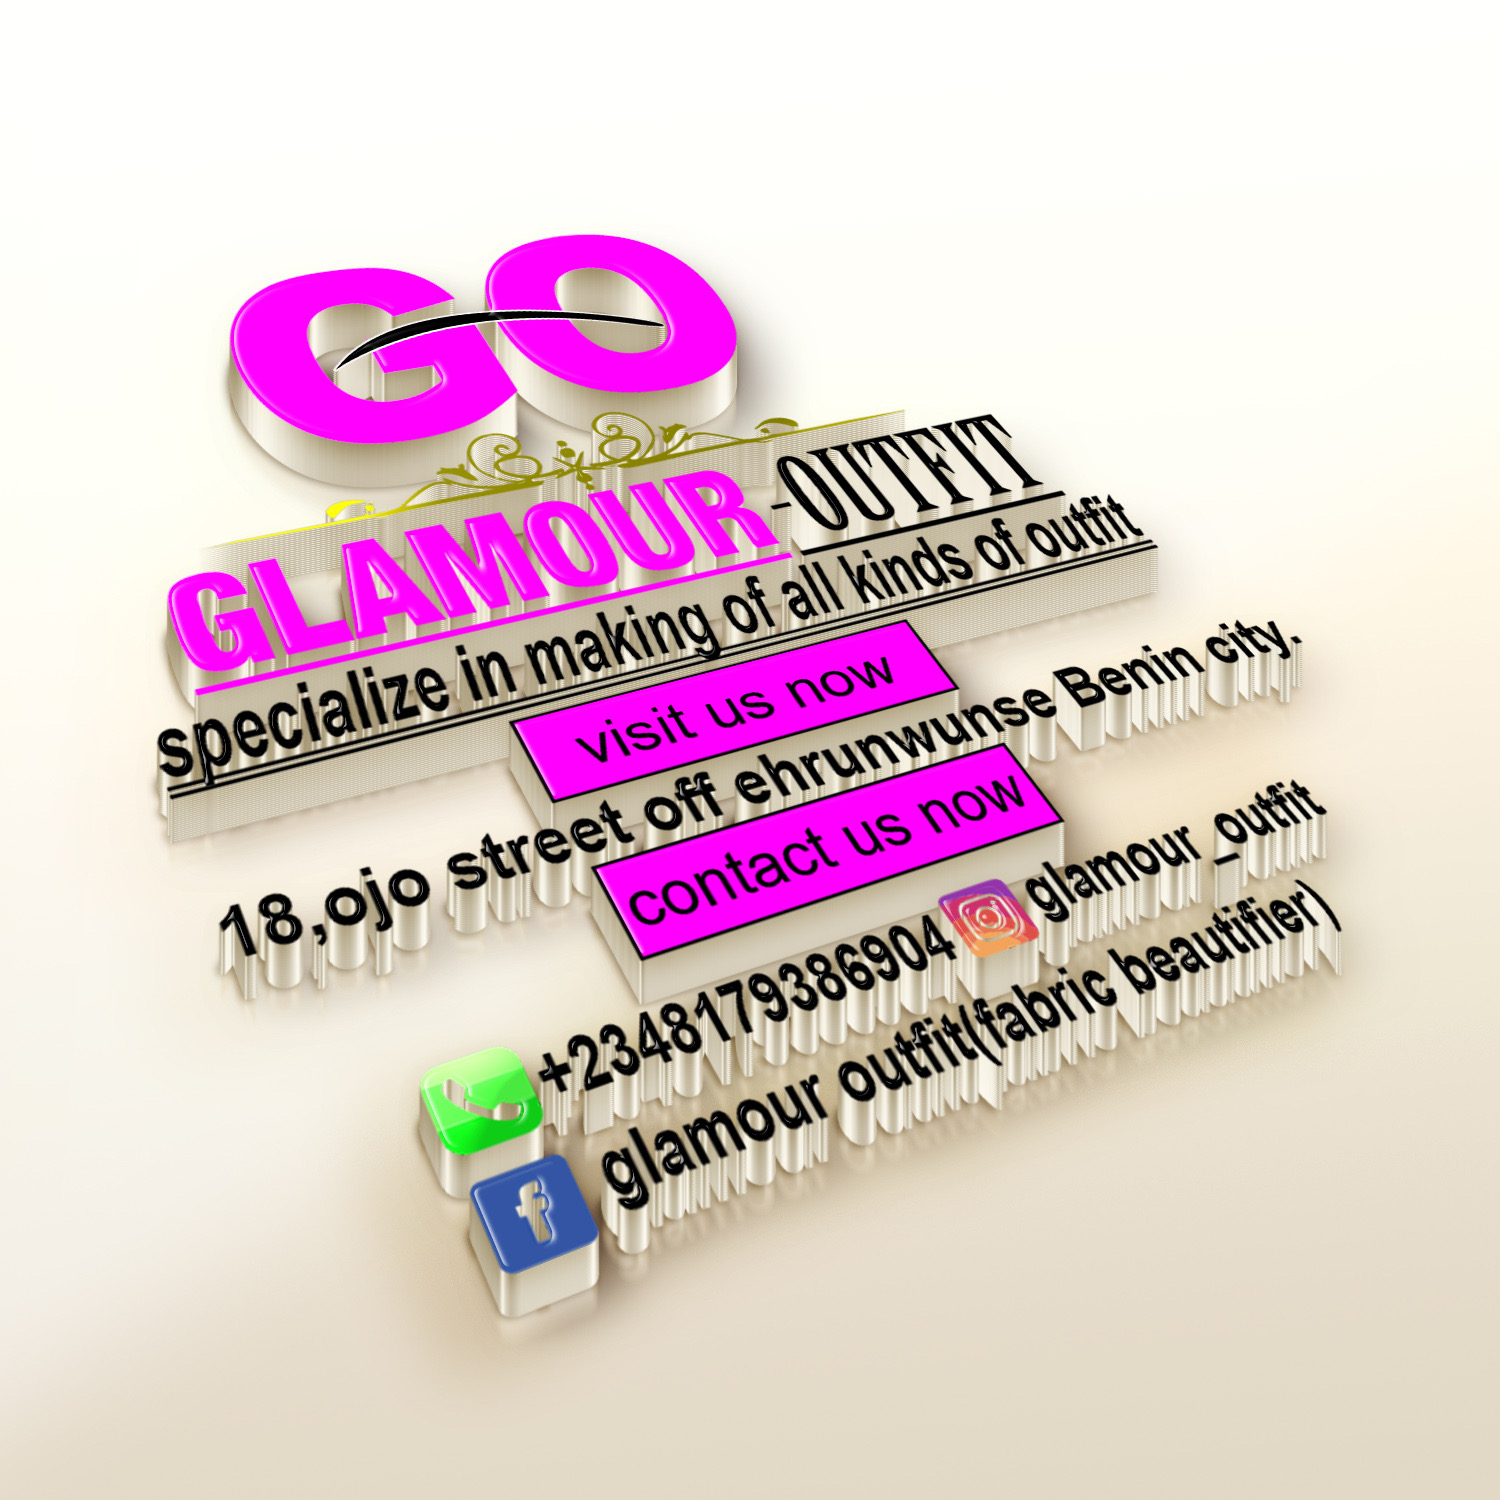 GO
GLAMOUR-OUTFIT
specialize in making of all kinds of outfit
visit us now
18,ojo street off ehrunwunse Benin city.
contact us now
+2348179386904 glamour_outfit
glamour outfit(fabric beautifier)